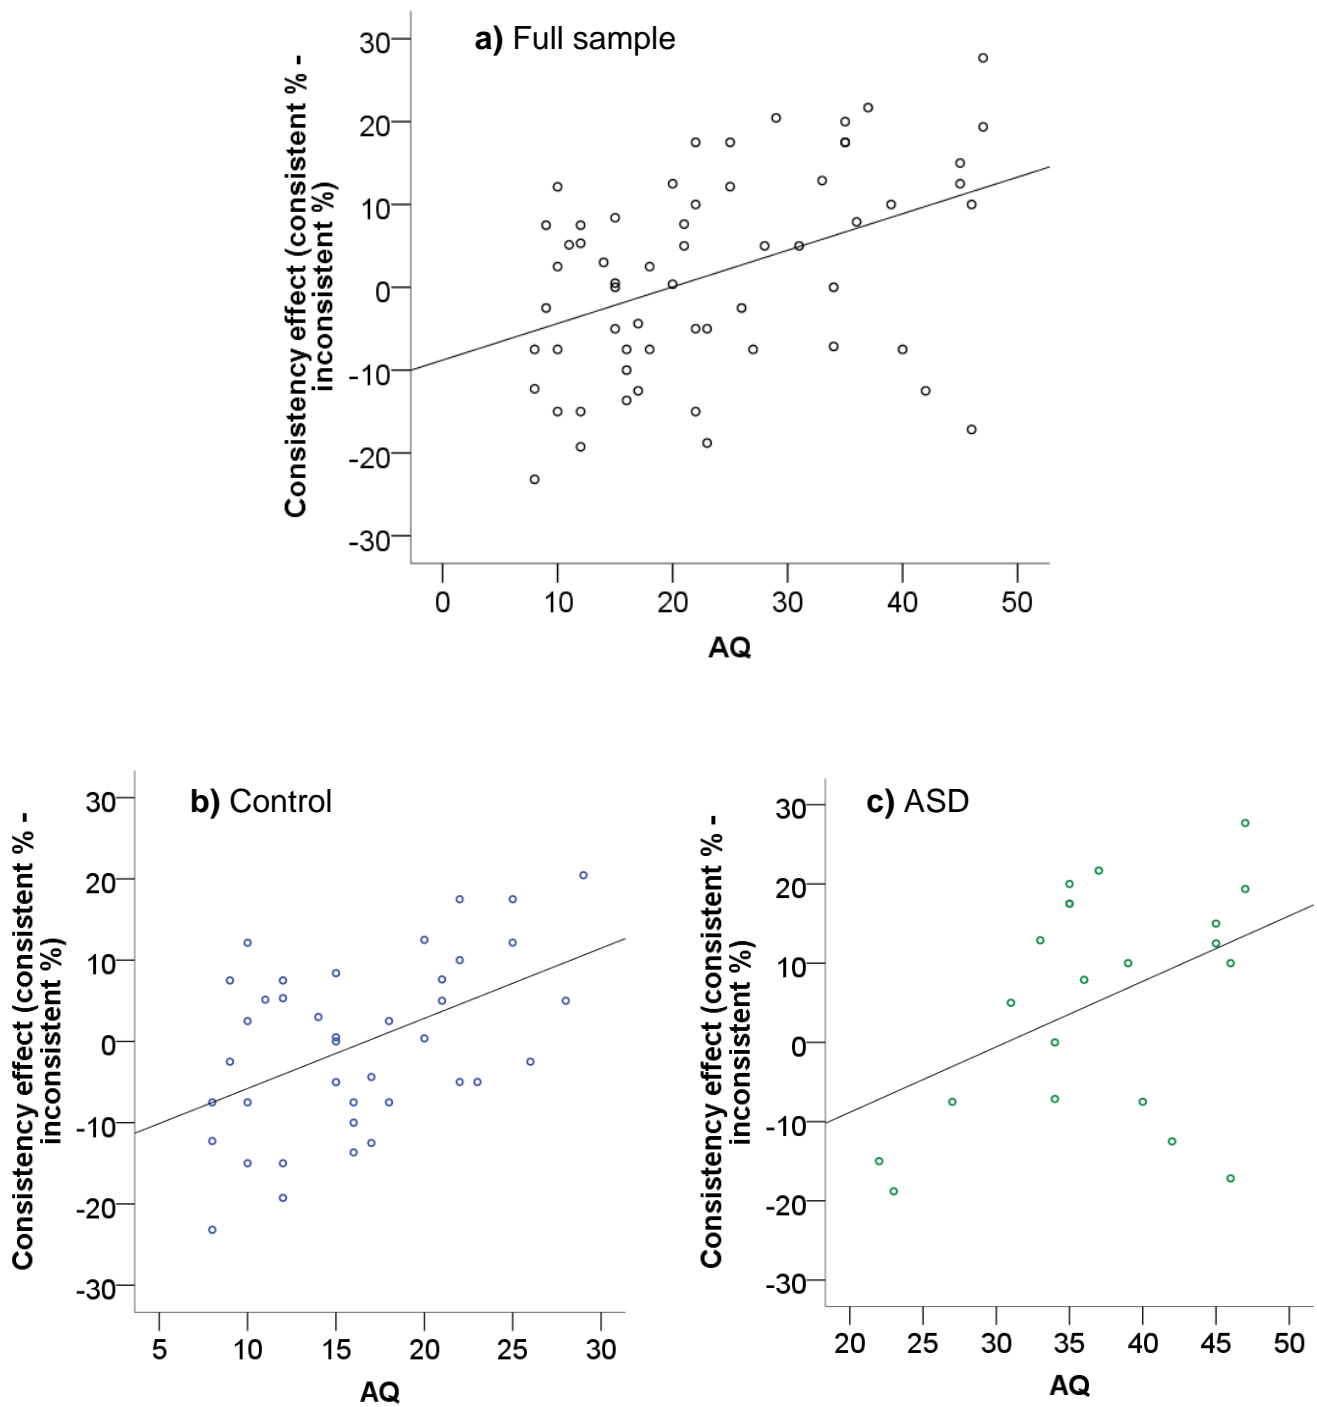 a) Full sample
Consistency effect (consistent % -
inconsistent %)
30
20
10
0
-10
-20
-30
0 10 20 30 40 50
AQ
b) Control
Consistency effect (consistent % -
inconsistent %)
30
20
10
0
-10
-20
-30
5 10 15 20 25 30
AQ
c) ASD
Consistency effect (consistent % -
inconsistent %)
30
20
10
0
-10
-20
-30
20 25 30 35 40 45 50
AQ